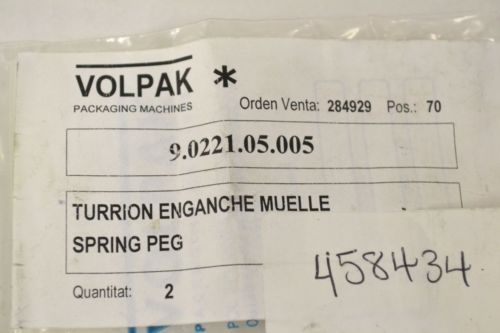 VOLPAK *
PACKAGING MACHINES
Orden Venta: 284929 Pos.: 70
9.0221.05.005
TURRION ENGANCHE MUELLE
SPRING PEG
458434
Quantitat: 2